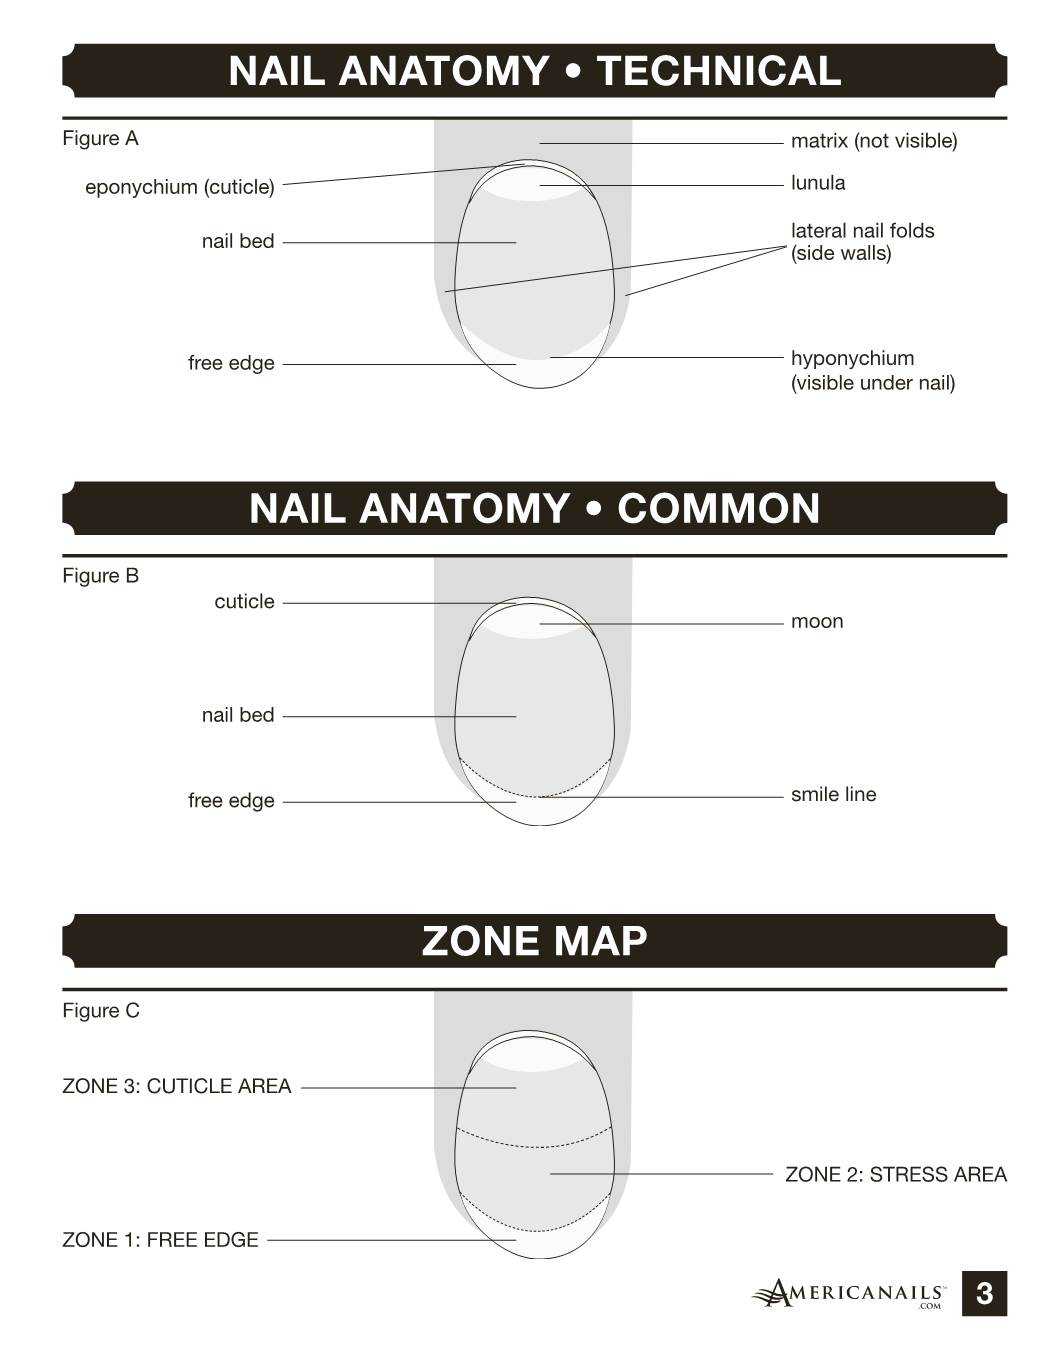 NAIL ANATOMY • TECHNICAL
Figure A
matrix (not visible)
eponychium (cuticle)
lunula
nail bed
lateral nail folds
(side walls)
free edge
hyponychium
(visible under nail)
NAIL ANATOMY • COMMON
Figure B
cuticle
moon
nail bed
free edge
smile line
ZONE MAP
Figure C
ZONE 3: CUTICLE AREA
ZONE 2: STRESS AREA
ZONE 1: FREE EDGE
AMERICANAILS™
.COM
3